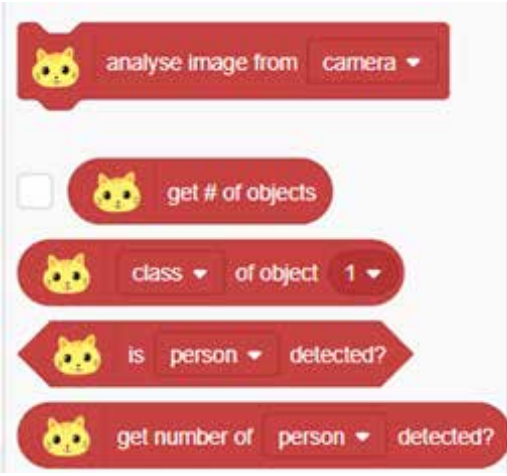 analyse image from camera
get # of objects
class of object 1
is person detected?
get number of person detected?